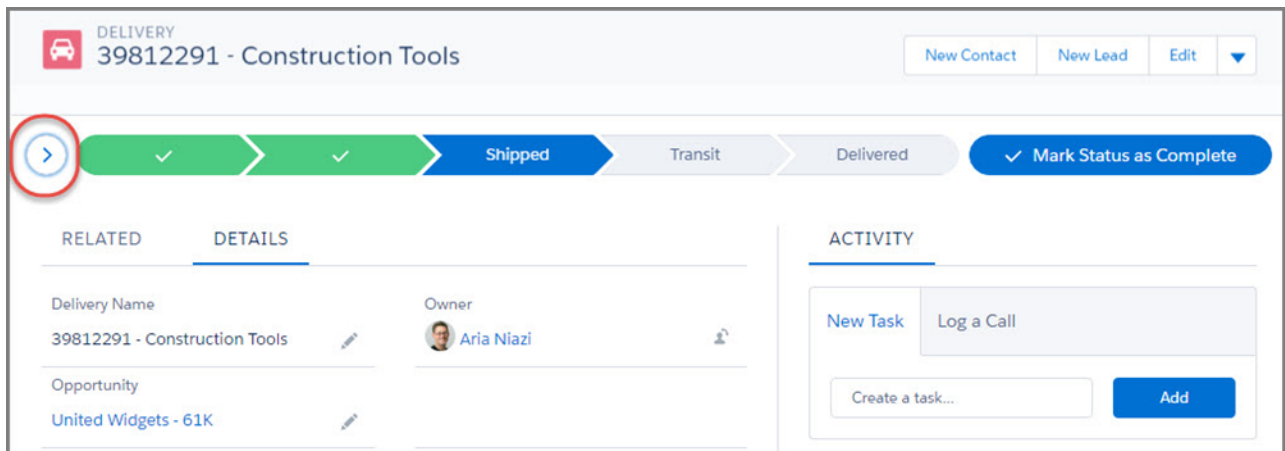 DELIVERY
39812291 - Construction Tools
New Contact
New Lead
Edit
Shipped
Transit
Delivered
Mark Status as Complete
RELATED
DETAILS
ACTIVITY
Delivery Name
Owner
39812291 - Construction Tools
Aria Niazi
New Task
Log a Call
Opportunity
United Widgets - 61K
Create a task...
Add